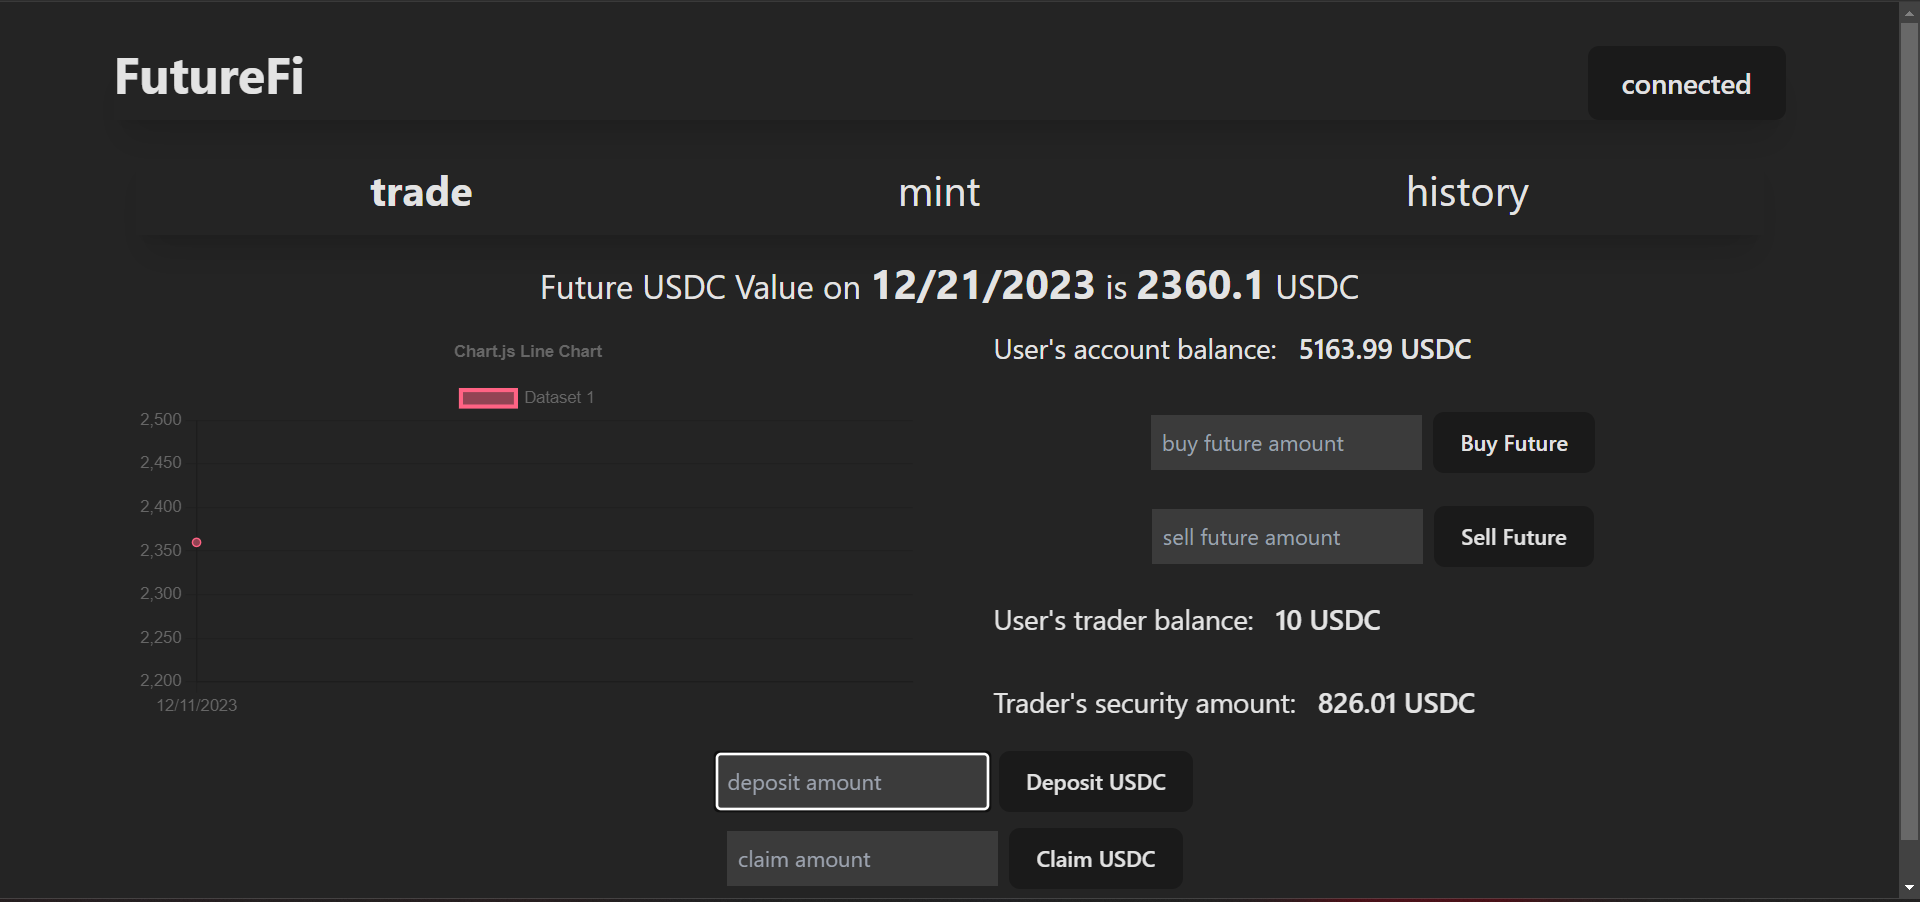 FutureFi
connected
trade
mint
history
Future USDC Value on 12/21/2023 is 2360.1 USDC
Chart.js Line Chart
Dataset 1
2,500
2,450
2,400
2,350
2,300
2,250
2,200
12/11/2023
User's account balance: 5163.99 USDC
buy future amount
Buy Future
sell future amount
Sell Future
User's trader balance: 10 USDC
Trader's security amount: 826.01 USDC
deposit amount
Deposit USDC
claim amount
Claim USDC